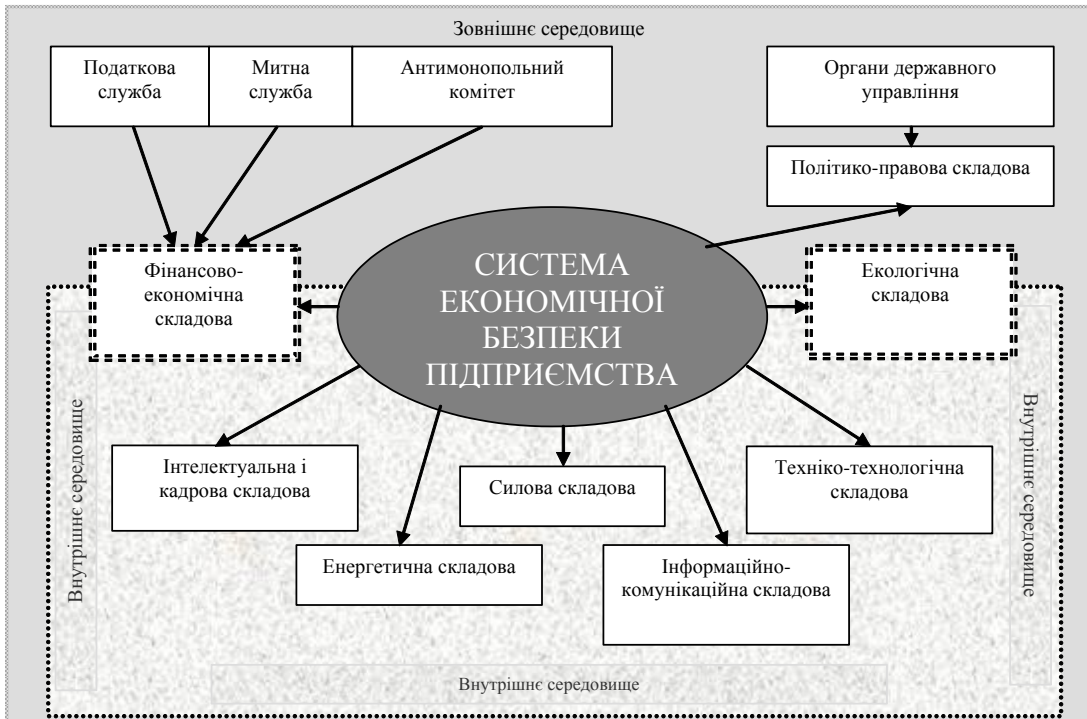 Зовнішнє середовище
Податкова
служба
Митна
служба
Антимонопольний
комітет
Органи державного
управління
Політико-правова складова
Фінансово-
економічна
складова
СИСТЕМА
ЕКОНОМІЧНОЇ
БЕЗПЕКИ
ПІДПРИЄМСТВА
Екологічна
складова
Внутрішнє середовище
Внутрішнє середовище
Інтелектуальна і
кадрова складова
Силова складова
Техніко-технологічна
складова
Енергетична складова
Інформаційно-
комунікаційна складова
Внутрішнє середовище